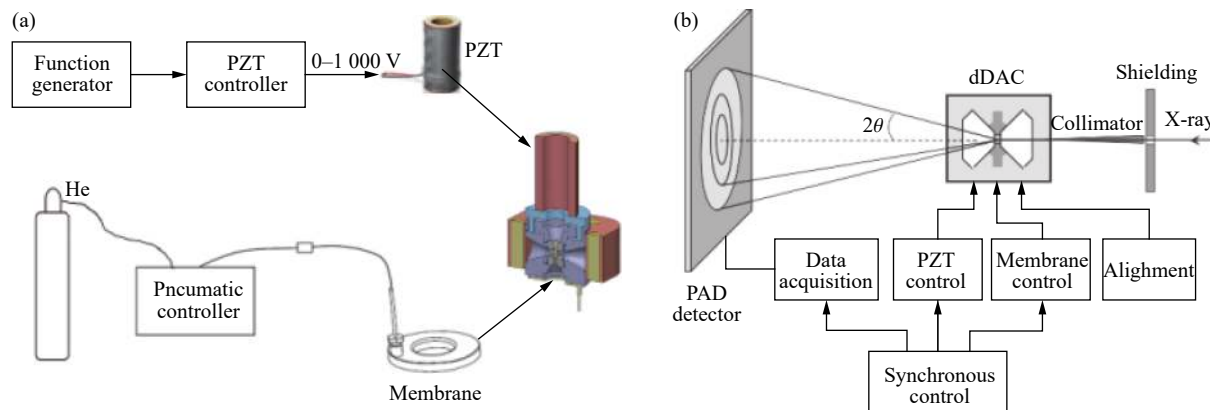 (a)
Function
generator
PZT
controller
0–1 000 V
PZT
He
Pncumatic
controller
Membrane
(b)
dDAC
Shielding
2θ
Collimator
X-ray
PAD
detector
Data
acquisition
PZT
control
Membrane
control
Alighment
Synchronous
control